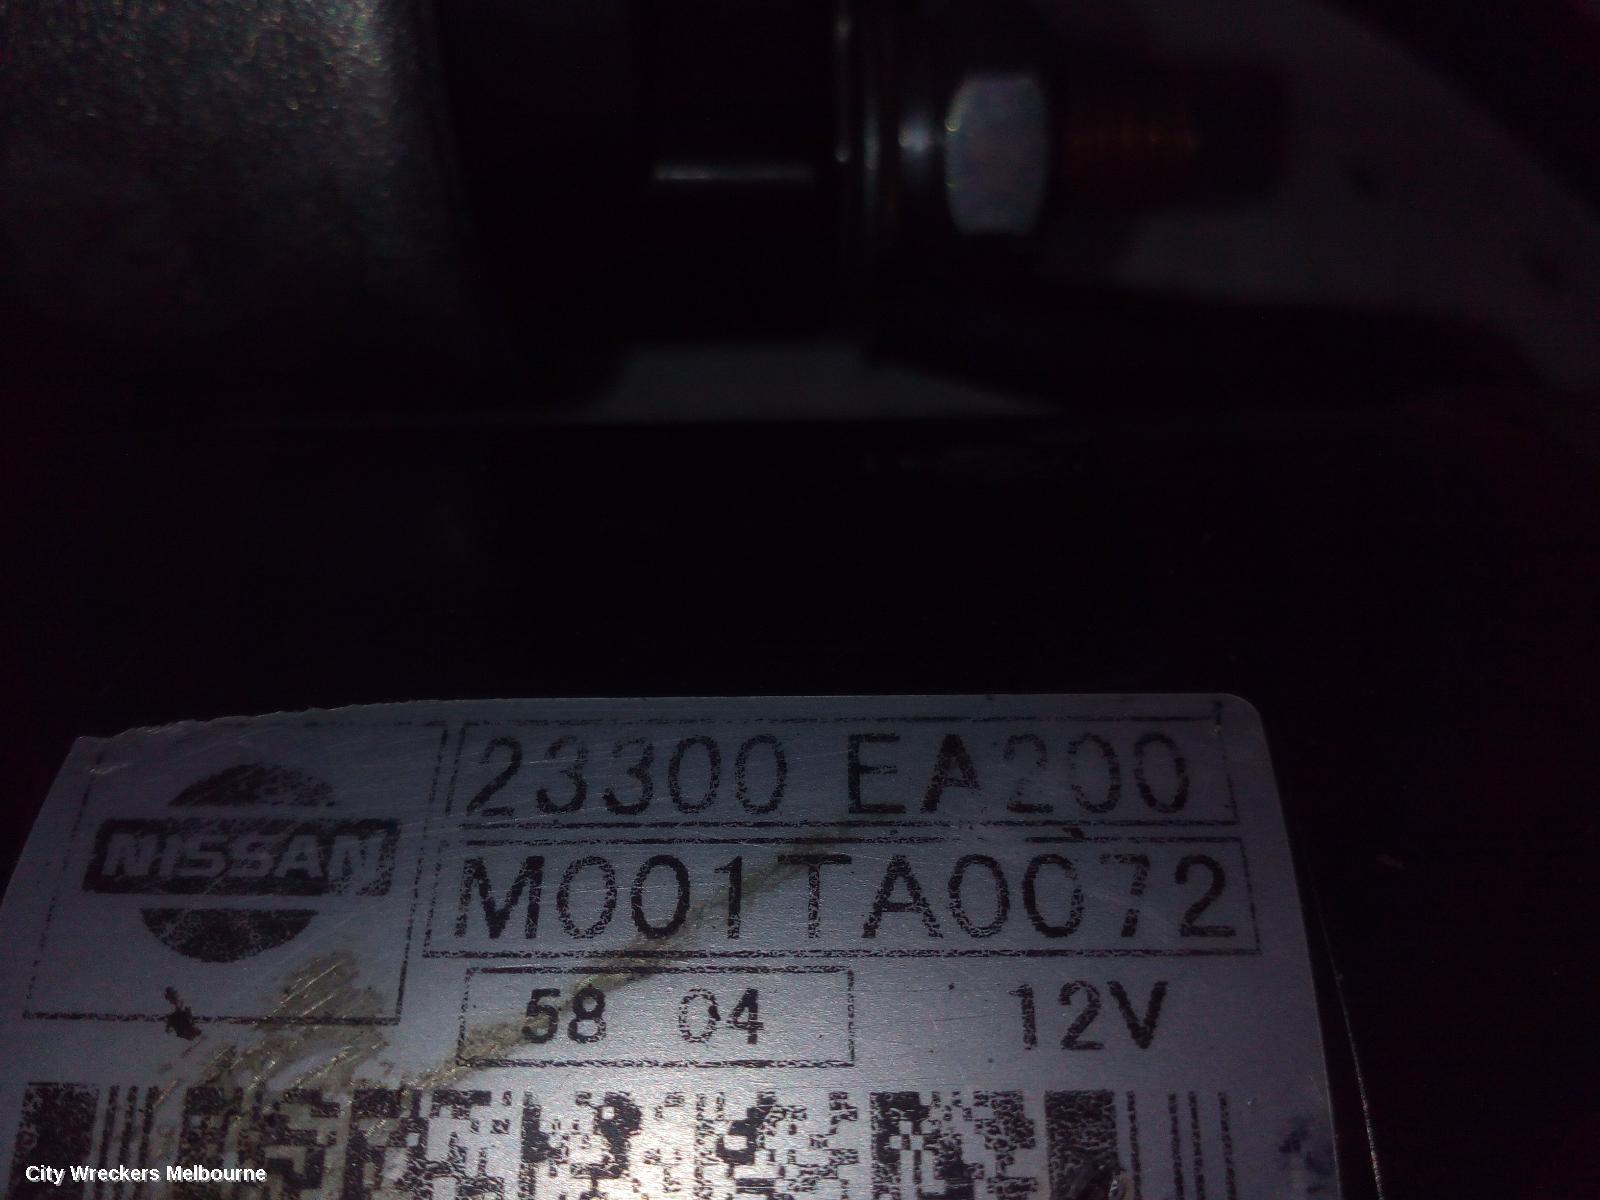 23300 EA200
NISSAN
M001TA0072
58 04
12V
City Wreckers Melbourne